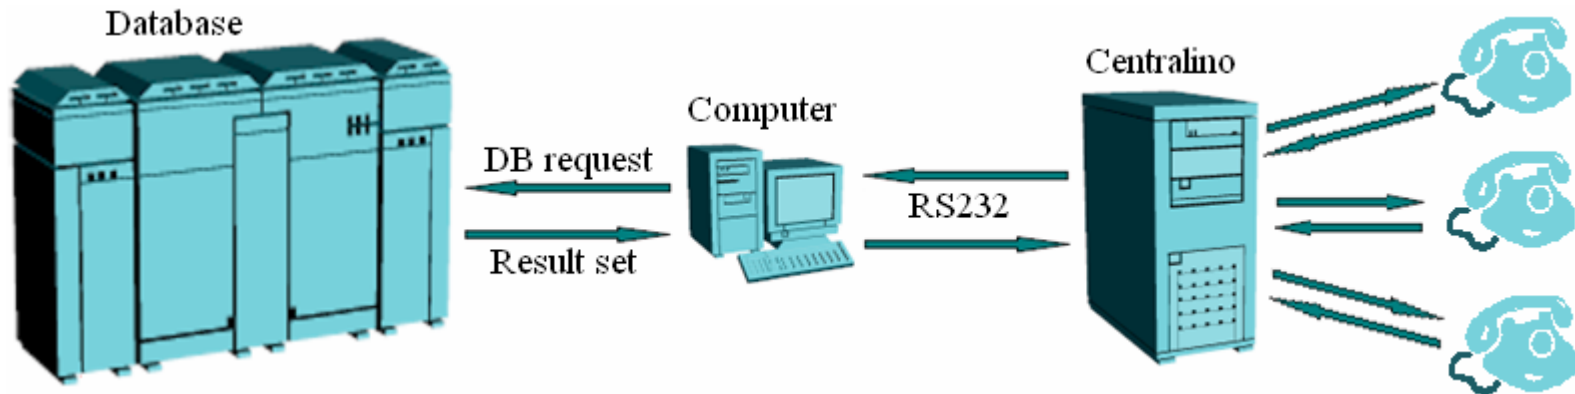 Database
Computer
Centralino
DB request
RS232
Result set